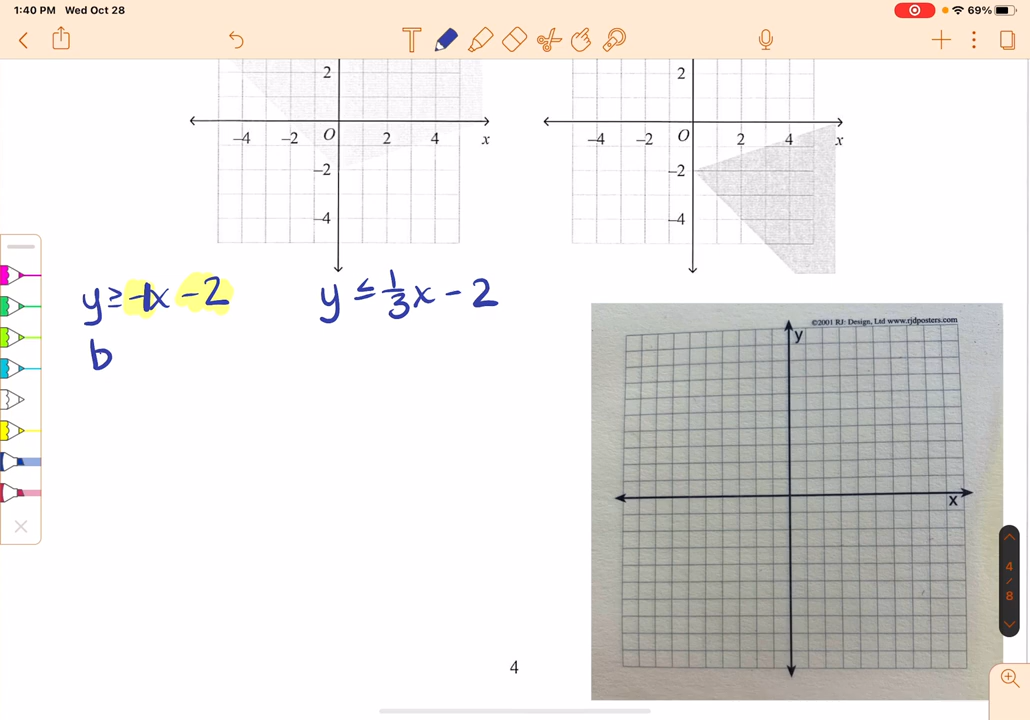 1:40 PM Wed Oct 28
69%
T
2
2
-4 -2 O 2 4 x
-4 -2 O 2 4 x
-2
-2
-4
-4
y ≥ -1x - 2
y ≤ 1/3x - 2
b
©2001 RJ: Design, Ltd www.rjdposters.com
y
x
4
/
8
4